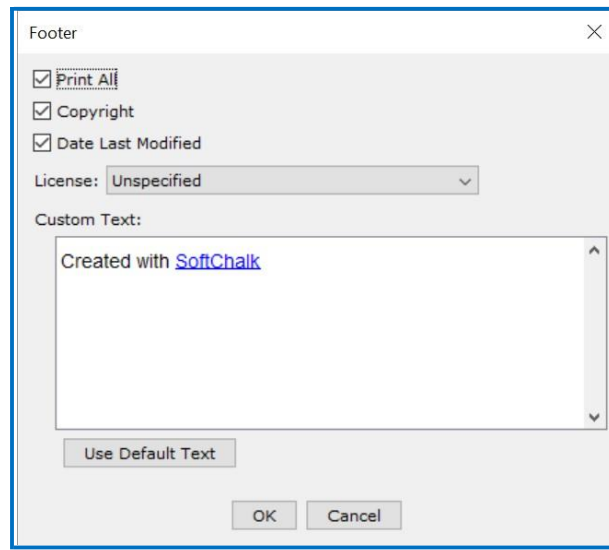 Footer
Print All
Copyright
Date Last Modified
License: Unspecified
Custom Text:
Created with SoftChalk
Use Default Text
OK Cancel